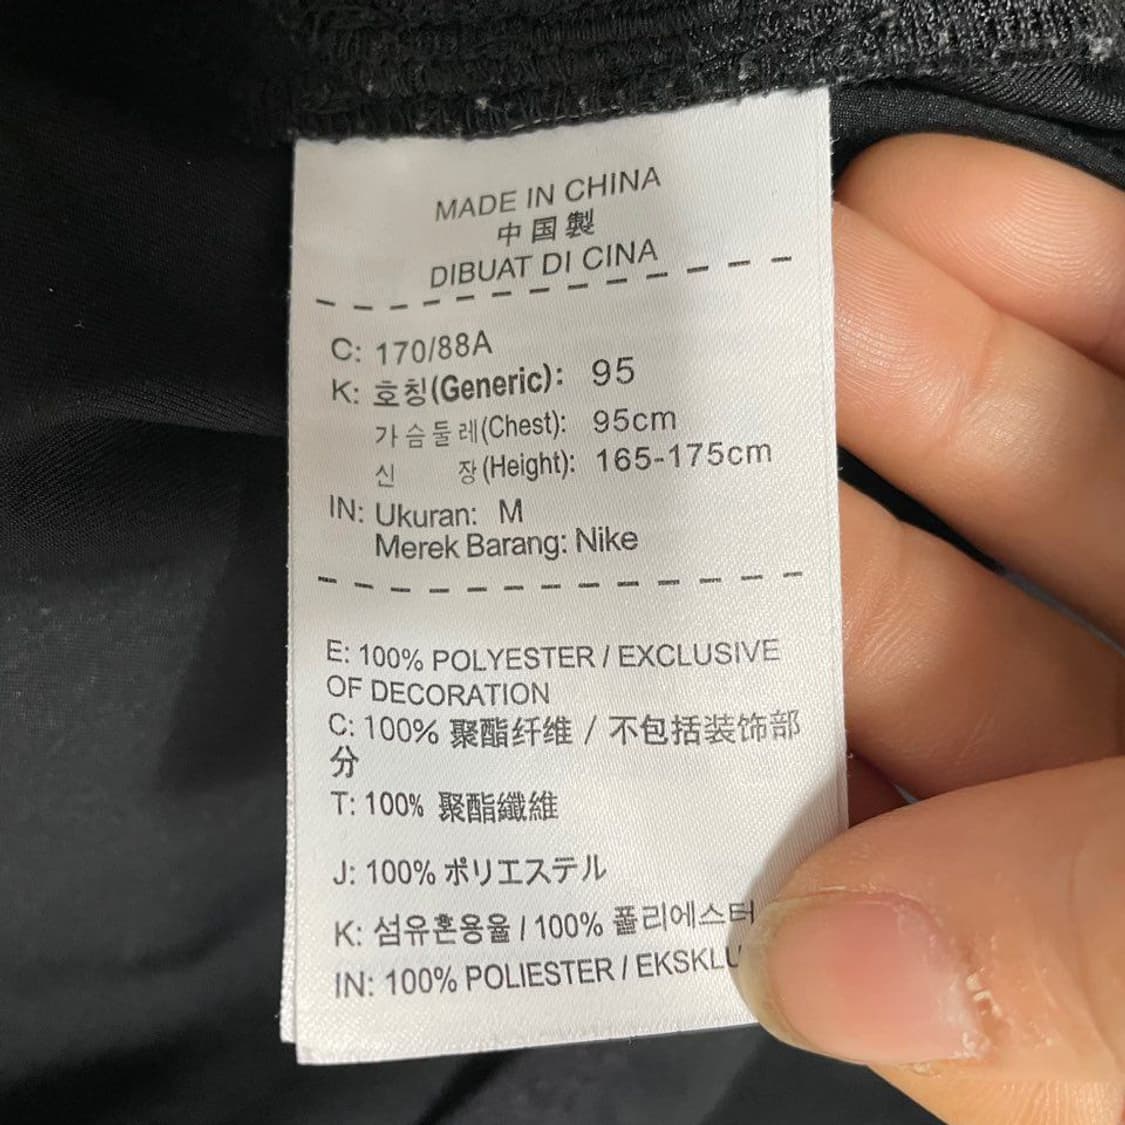 MADE IN CHINA
中国製
DIBUAT DI CINA
C: 170/88A
K: 호칭(Generic): 95
가슴둘레(Chest): 95cm
신 장(Height): 165-175cm
IN: Ukuran: M
Merek Barang: Nike
E: 100% POLYESTER / EXCLUSIVE
OF DECORATION
C: 100% 聚酯纤维 / 不包括装饰部
分
T: 100% 聚酯纖維
J: 100% ポリエステル
K: 섬유혼용율 / 100% 폴리에스터
IN: 100% POLIESTER /